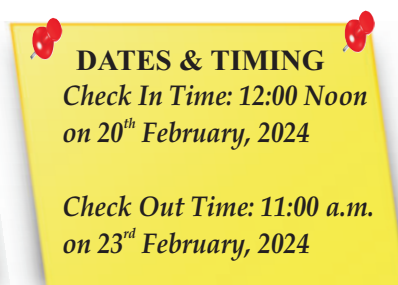 DATES & TIMING
Check In Time: 12:00 Noon
on 20th February, 2024
Check Out Time: 11:00 a.m.
on 23rd February, 2024